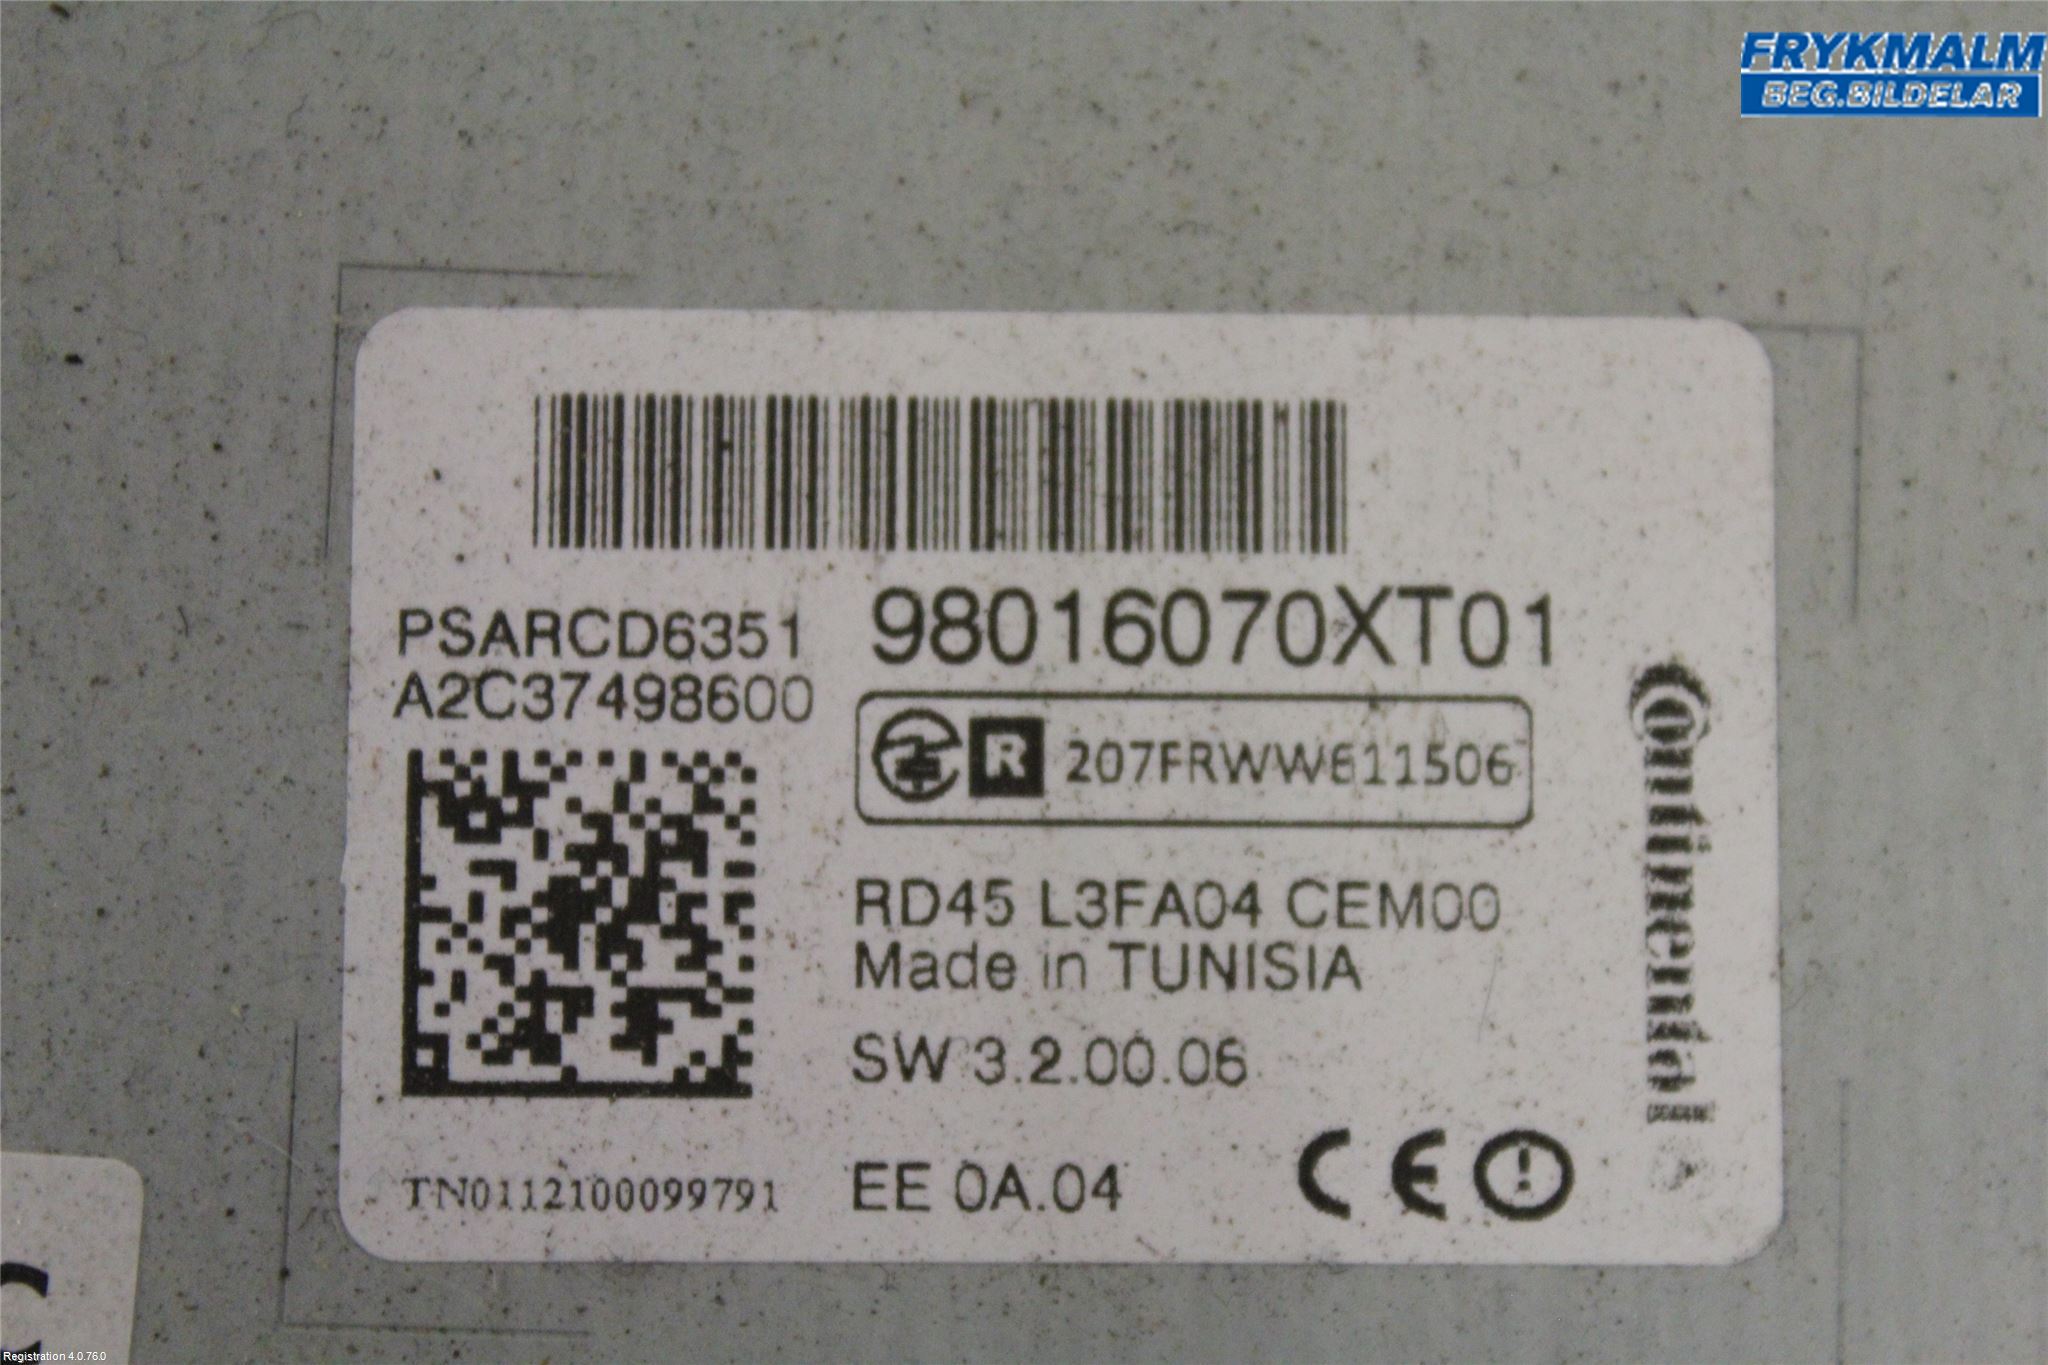 FRYKMALM
BEG.BILDELAR
PSARCD6351
A2C37498600
98016070XT01
R 207FRWW611506
RD45 L3FA04 CEM00
Made in TUNISIA
SW 3.2.00.06
TN0112100099791
EE 0A.04
CE
Continental
Registration 4.0.76.0